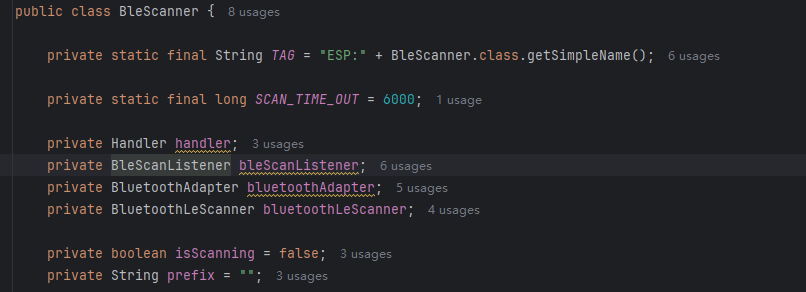 public class BleScanner { 8 usages
private static final String TAG = "ESP:" + BleScanner.class.getSimpleName(); 6 usages
private static final long SCAN_TIME_OUT = 6000; 1 usage
private Handler handler; 3 usages
private BleScanListener bleScanListener; 6 usages
private BluetoothAdapter bluetoothAdapter; 5 usages
private BluetoothLeScanner bluetoothLeScanner; 4 usages
private boolean isScanning = false; 3 usages
private String prefix = ""; 3 usages